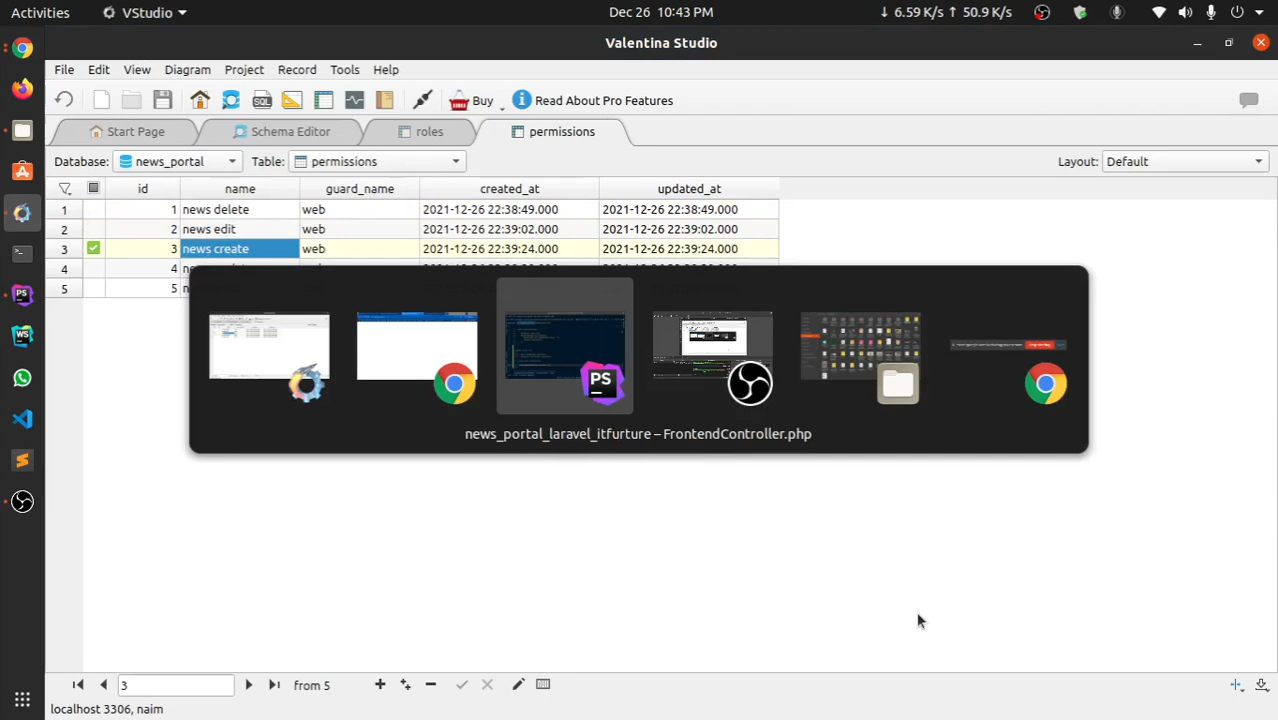 Activities VStudio Dec 26 10:43 PM ↓ 6.59 K/s ↑ 50.9 K/s
Valentina Studio
File Edit View Diagram Project Record Tools Help
SQL Buy Read About Pro Features
Start Page Schema Editor roles permissions
Database: news_portal Table: permissions Layout: Default
id name guard_name created_at updated_at
1 1 news delete web 2021-12-26 22:38:49.000 2021-12-26 22:38:49.000
2 2 news edit web 2021-12-26 22:39:02.000 2021-12-26 22:39:02.000
3 3 news create web 2021-12-26 22:39:24.000 2021-12-26 22:39:24.000
4 4
5 5
PS
news_portal_laravel_itfurture – FrontendController.php
3 from 5
localhost 3306, naim